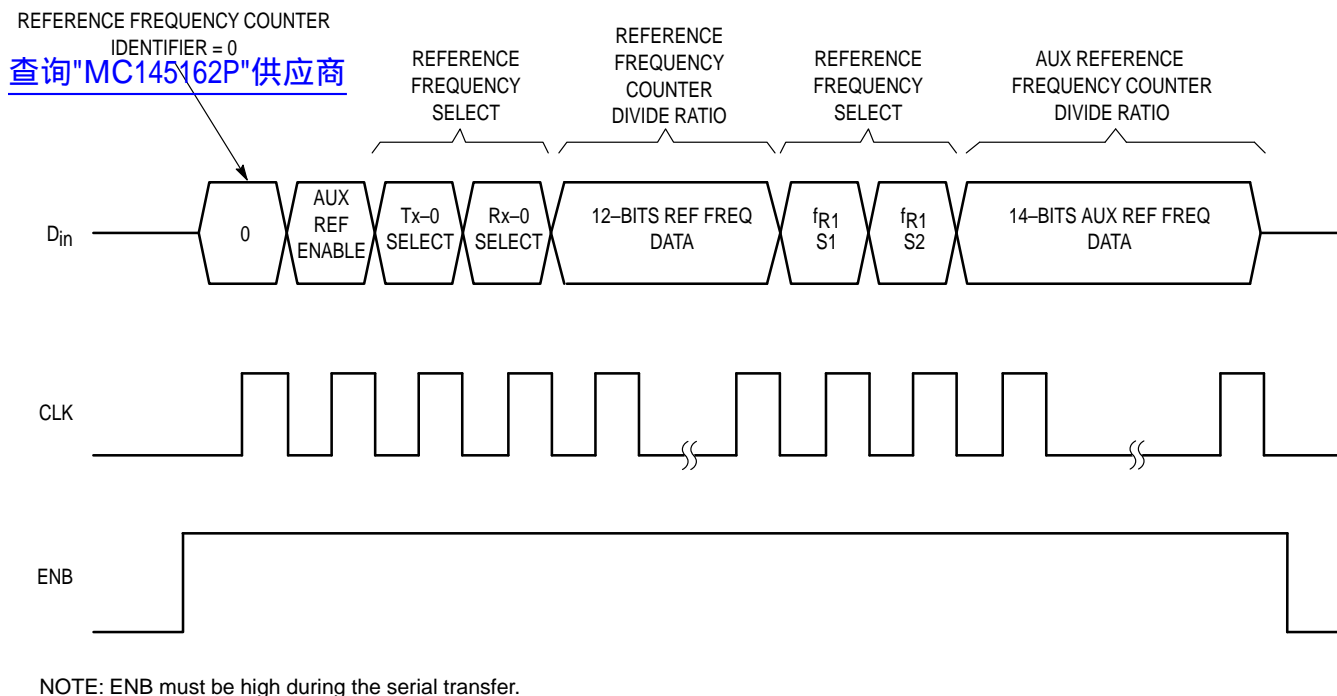 REFERENCE FREQUENCY COUNTER
IDENTIFIER = 0
查询"MC145162P"供应商
REFERENCE
FREQUENCY
SELECT
REFERENCE
FREQUENCY
COUNTER
DIVIDE RATIO
REFERENCE
FREQUENCY
SELECT
AUX REFERENCE
FREQUENCY COUNTER
DIVIDE RATIO
Din
0
AUX
REF
ENABLE
Tx–0
SELECT
Rx–0
SELECT
12–BITS REF FREQ
DATA
fR1
S1
fR1
S2
14–BITS AUX REF FREQ
DATA
CLK
ENB
NOTE: ENB must be high during the serial transfer.